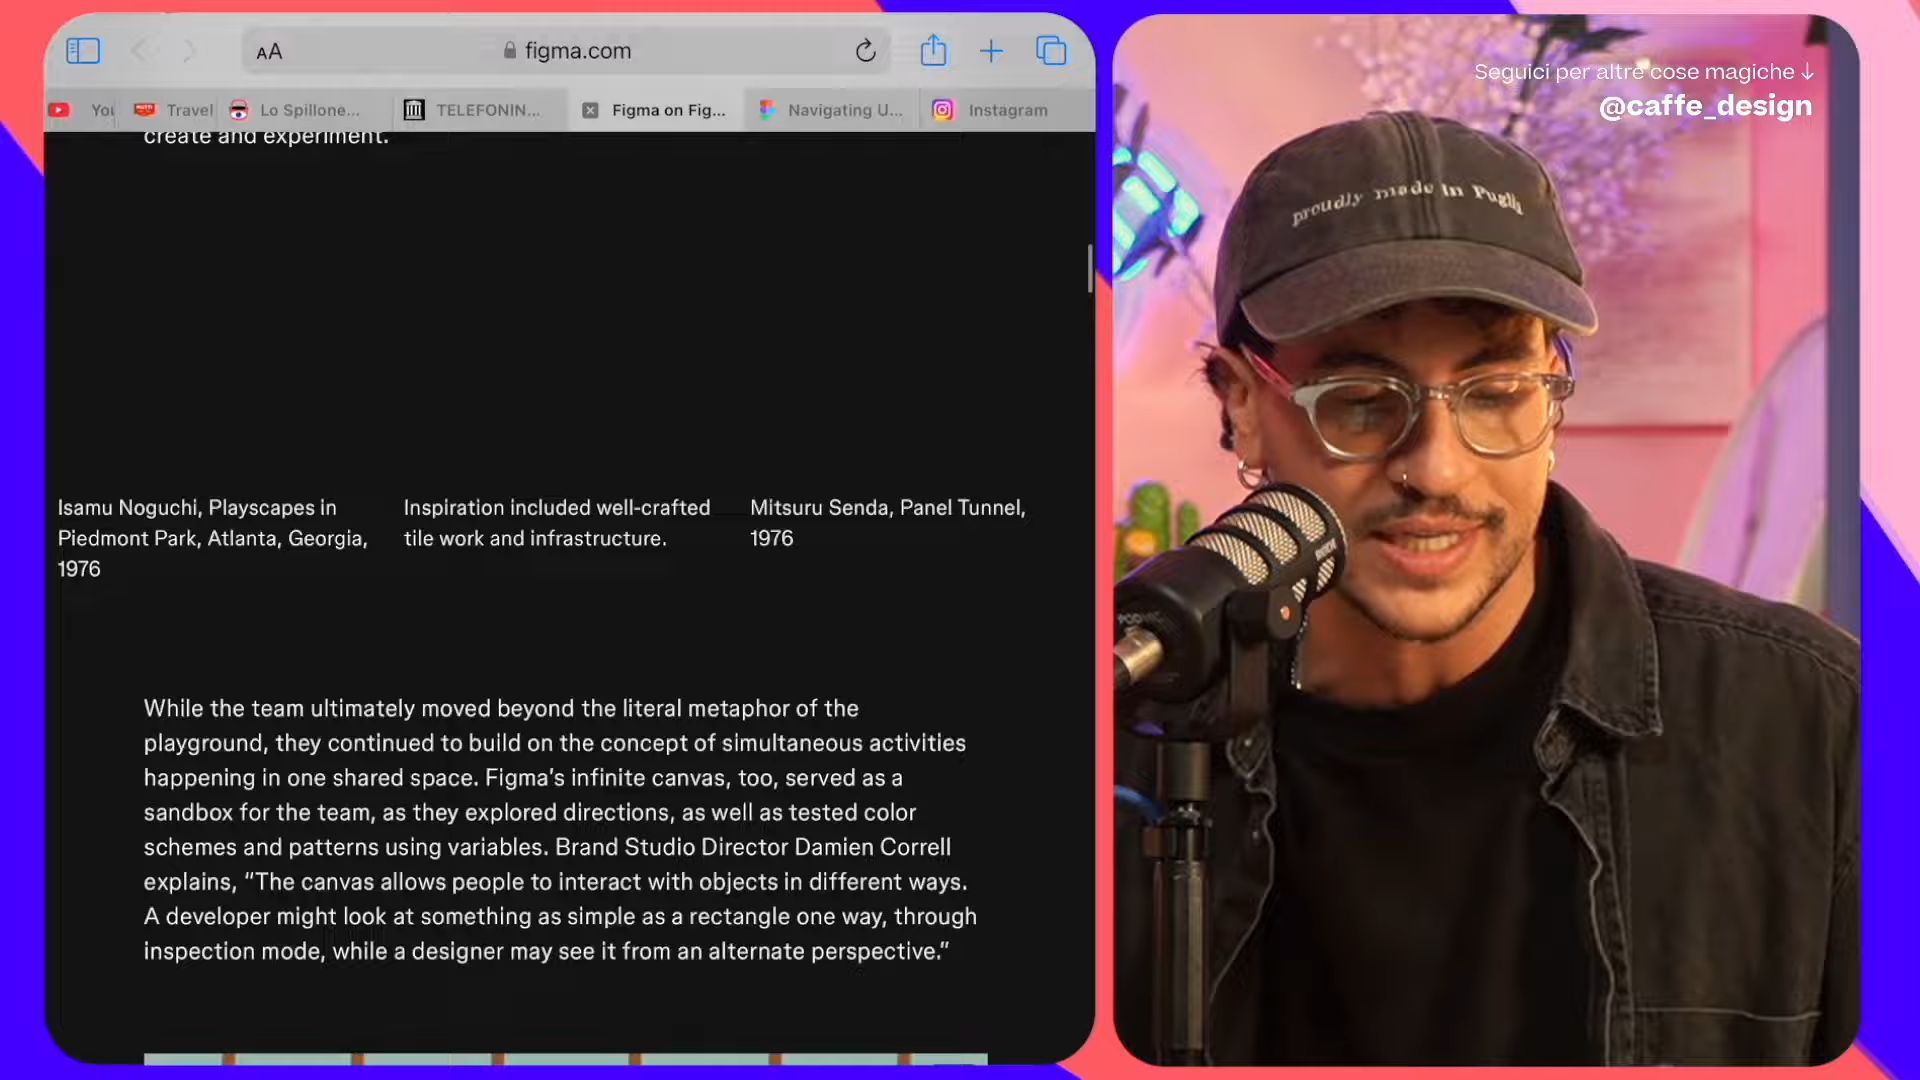 AA
figma.com
You
Travel
Lo Spillone...
TELEFONIN...
Figma on Fig...
Navigating U...
Instagram
create and experiment.
Isamu Noguchi, Playscapes in
Piedmont Park, Atlanta, Georgia,
1976
Inspiration included well-crafted
tile work and infrastructure.
Mitsuru Senda, Panel Tunnel,
1976
While the team ultimately moved beyond the literal metaphor of the
playground, they continued to build on the concept of simultaneous activities
happening in one shared space. Figma’s infinite canvas, too, served as a
sandbox for the team, as they explored directions, as well as tested color
schemes and patterns using variables. Brand Studio Director Damien Correll
explains, “The canvas allows people to interact with objects in different ways.
A developer might look at something as simple as a rectangle one way, through
inspection mode, while a designer may see it from an alternate perspective.”
Seguici per altre cose magiche ↓
@caffe_design
proudly made in Puglia
RODE